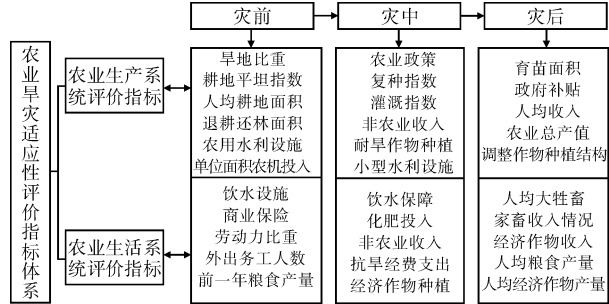 灾前
灾中
灾后
农业旱灾适应性评价指标体系
农业生产系
统评价指标
旱地比重
耕地平坦指数
人均耕地面积
退耕还林面积
农用水利设施
单位面积农机投入
农业政策
复种指数
灌溉指数
非农业收入
耐旱作物种植
小型水利设施
育苗面积
政府补贴
人均收入
农业总产值
调整作物种植结构
农业生活系
统评价指标
饮水设施
商业保险
劳动力比重
外出务工人数
前一年粮食产量
饮水保障
化肥投入
非农业收入
抗旱经费支出
经济作物种植
人均大牲畜
家畜收入情况
经济作物收入
人均粮食产量
人均经济作物产量